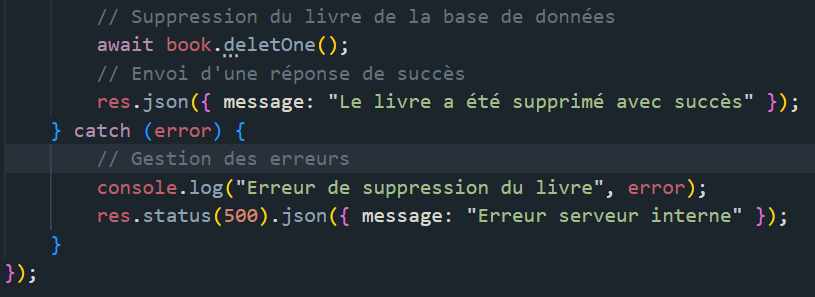 // Suppression du livre de la base de données
await book.deletOne();
// Envoi d'une réponse de succès
res.json({ message: "Le livre a été supprimé avec succès" });
} catch (error) {
// Gestion des erreurs
console.log("Erreur de suppression du livre", error);
res.status(500).json({ message: "Erreur serveur interne" });
}
});